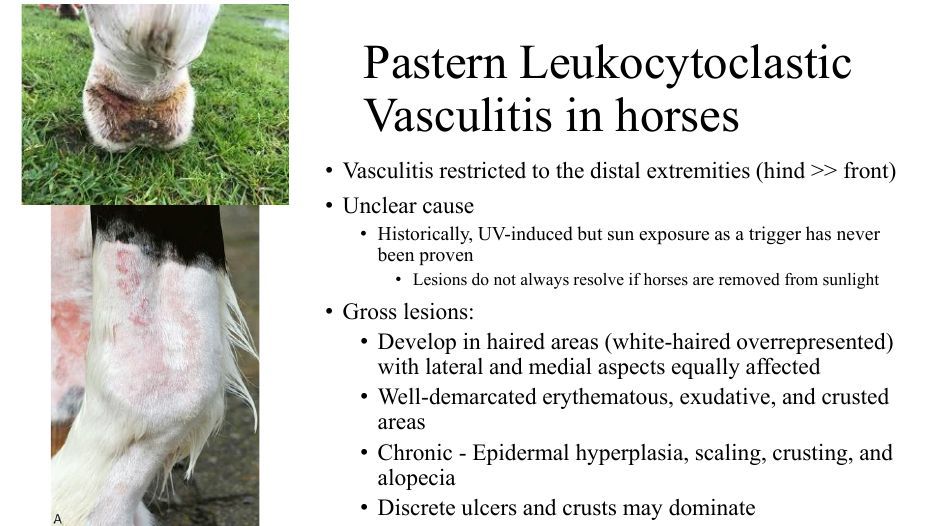 Pastern Leukocytoclastic
Vasculitis in horses
• Vasculitis restricted to the distal extremities (hind >> front)
• Unclear cause
• Historically, UV-induced but sun exposure as a trigger has never
been proven
• Lesions do not always resolve if horses are removed from sunlight
• Gross lesions:
• Develop in haired areas (white-haired overrepresented)
with lateral and medial aspects equally affected
• Well-demarcated erythematous, exudative, and crusted
areas
• Chronic - Epidermal hyperplasia, scaling, crusting, and
alopecia
• Discrete ulcers and crusts may dominate
A